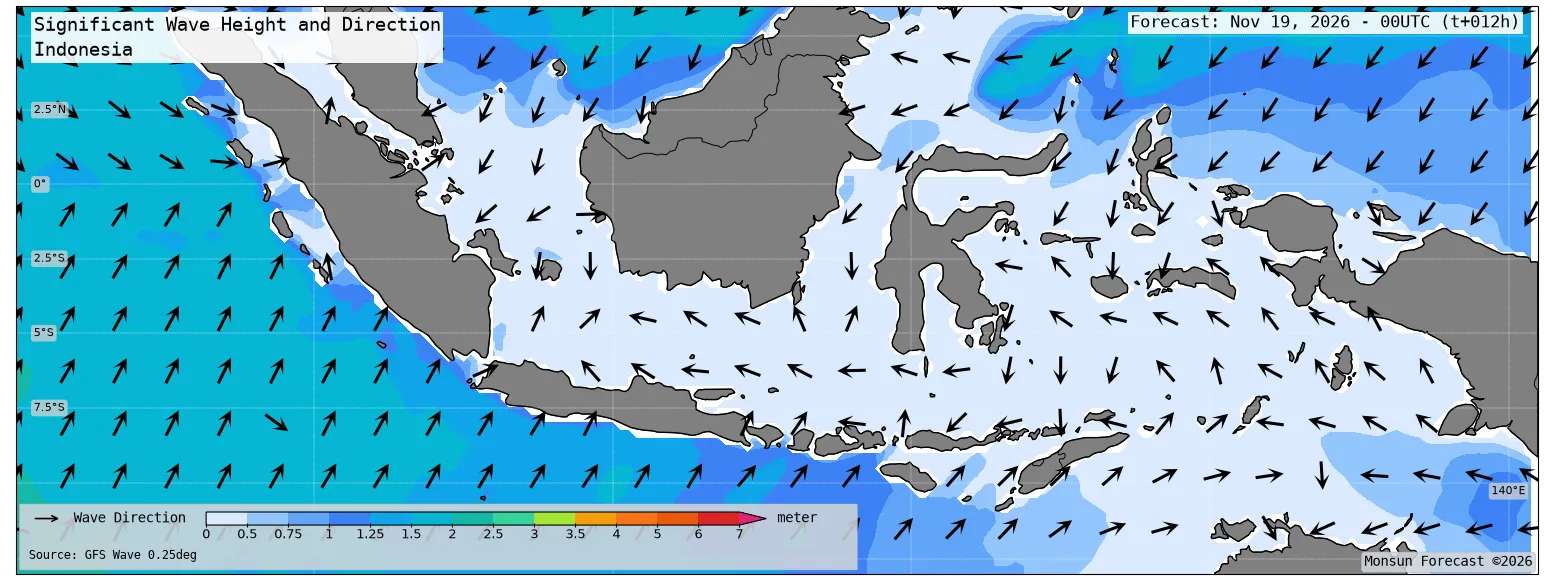 Significant Wave Height and Direction
Indonesia
Forecast: Nov 19, 2026 - 00UTC (t+012h)
2.5°N
0°
2.5°S
5°S
7.5°S
140°E
Wave Direction
meter
0 0.5 0.75 1 1.25 1.5 2 2.5 3 3.5 4 5 6 7
Source: GFS Wave 0.25deg
Monsun Forecast ©2026